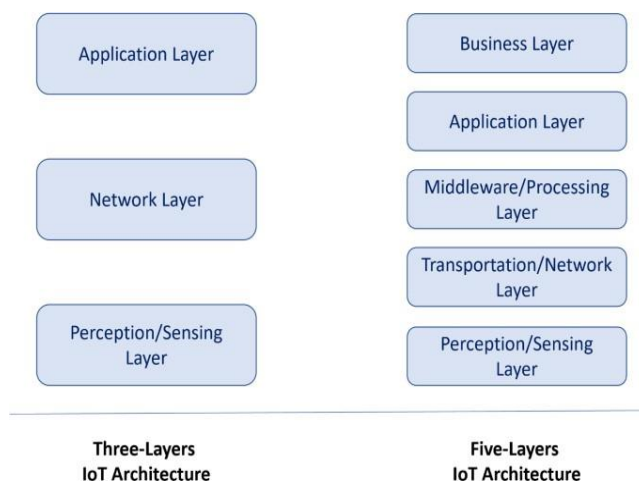 Application Layer
Network Layer
Perception/Sensing
Layer
Three-Layers
IoT Architecture
Business Layer
Application Layer
Middleware/Processing
Layer
Transportation/Network
Layer
Perception/Sensing
Layer
Five-Layers
IoT Architecture